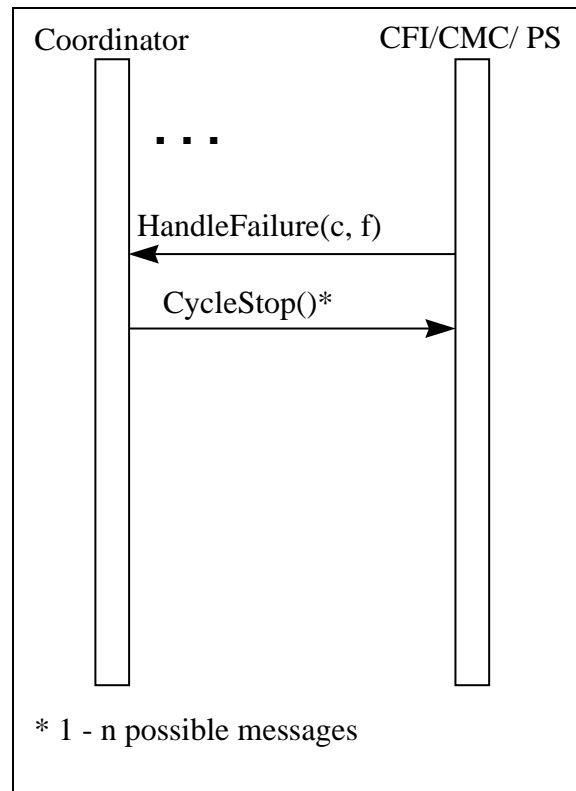 Coordinator
CFI/CMC/ PS
. . .
HandleFailure(c, f)
CycleStop()*
* 1 - n possible messages